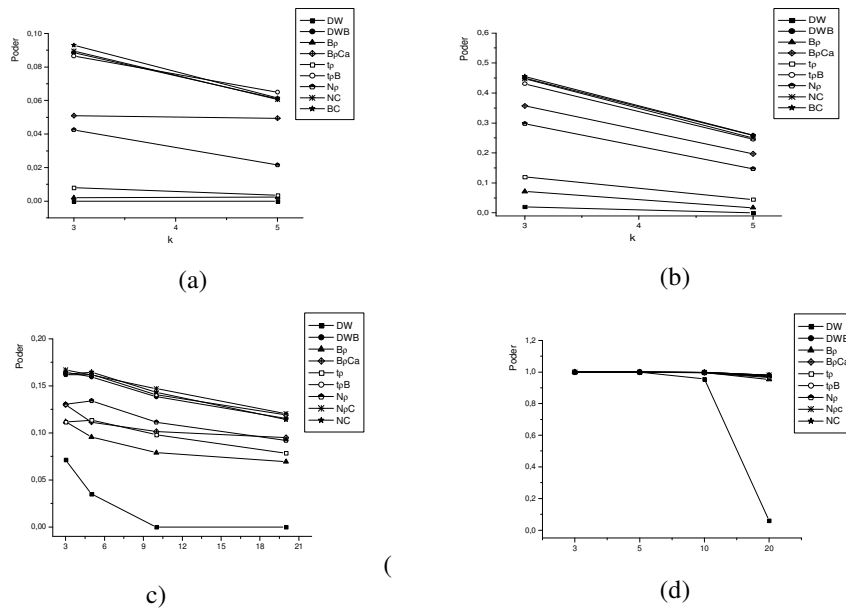 DW
DWB
Bρ
BρCa
tρ
tρB
Nρ
NC
BC
Poder
0,10
0,08
0,06
0,04
0,02
0,00
3
4
5
k
(a)
DW
DWB
Bρ
BρCa
tρ
tρB
Nρ
NC
BC
Poder
0,6
0,5
0,4
0,3
0,2
0,1
0,0
3
4
5
k
(b)
DW
DWB
Bρ
BρCa
tρ
tρB
Nρ
NρC
NC
Poder
0,20
0,15
0,10
0,05
0,00
3
6
9
12
15
18
21
(
c)
DW
DWB
Bρ
BρCa
tρ
tρB
Nρ
Nρc
NC
Poder
1,2
1,0
0,8
0,6
0,4
0,2
0,0
3
5
10
20
(d)